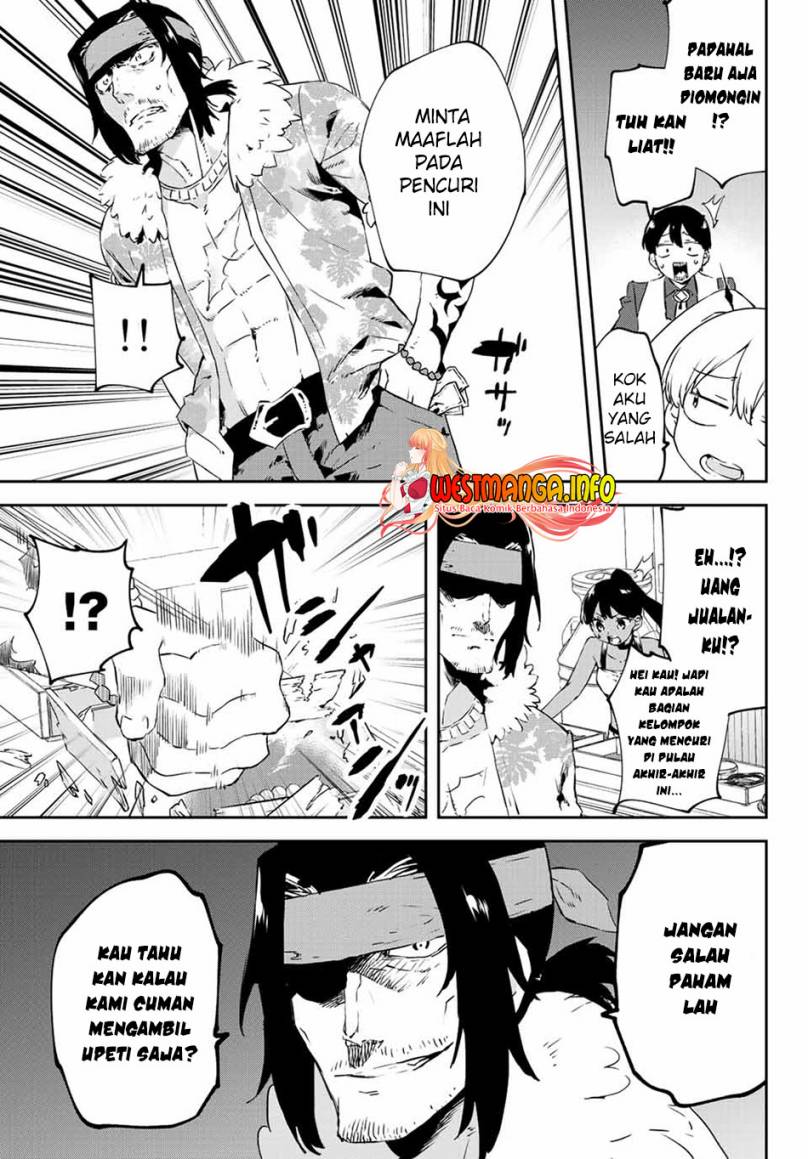 PADAHAL
BARU AJA
DIOMONGIN
!?
TUH KAN
LIAT!!
KOK
AKU
YANG
SALAH
MINTA
MAAFLAH
PADA
PENCURI
INI
!!
WESTMANGA.INFO
Situs Baca Komik Berbahasa Indonesia
EH...!?
UANG
JUALAN-
KU!?
HEI KAU! JADI
KAU ADALAH
BAGIAN
KELOMPOK
YANG MENCURI
DI PULAU
AKHIR-AKHIR
INI...
!?
JANGAN
SALAH
PAHAM
LAH
KAU TAHU
KAN KALAU
KAMI CUMAN
MENGAMBIL
UPETI SAJA?